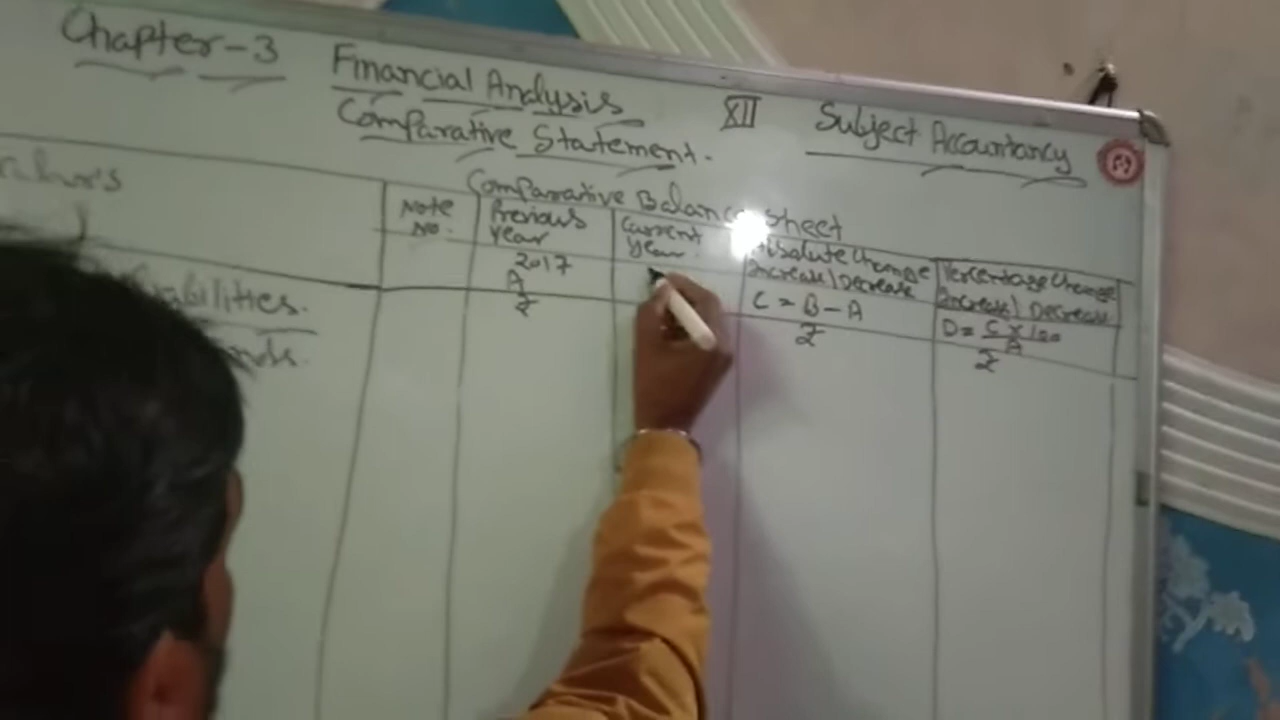 Chapter-3 Financial Analysis XII Subject Accountancy
Comparative Statement.
Comparative Balance Sheet
Note No. Previous Year Current Year Absolute Change Increase/Decrease Percentage Change Increase/Decrease
2017
A C = B - A D = C x 100 / A
₹ ₹ ₹